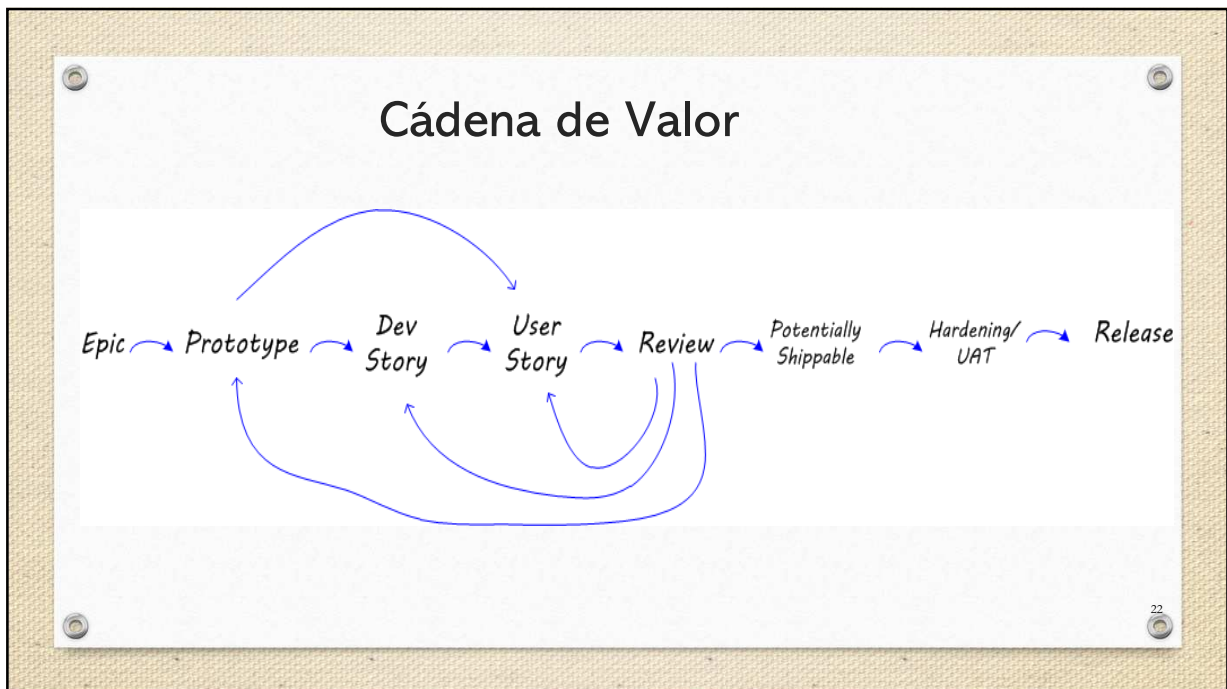 Cádena de Valor
Epic
Prototype
Dev
Story
User
Story
Review
Potentially
Shippable
Hardening/
UAT
Release
22